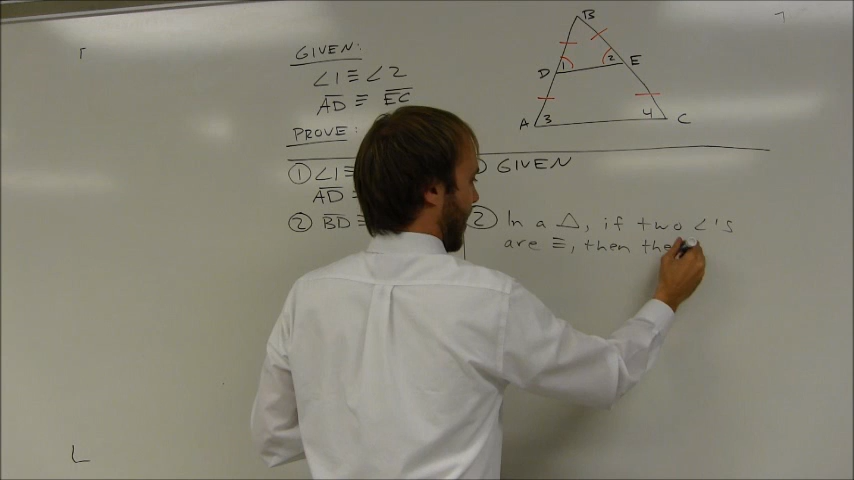 GIVEN:
∠1 ≡ ∠2
AD ≡ EC
PROVE:
B
D 1 2 E
A 3 4 C
① ∠1 ≡ GIVEN
AD ≡
② BD ≡ ② In a △, if two ∠'s
are ≡, then the